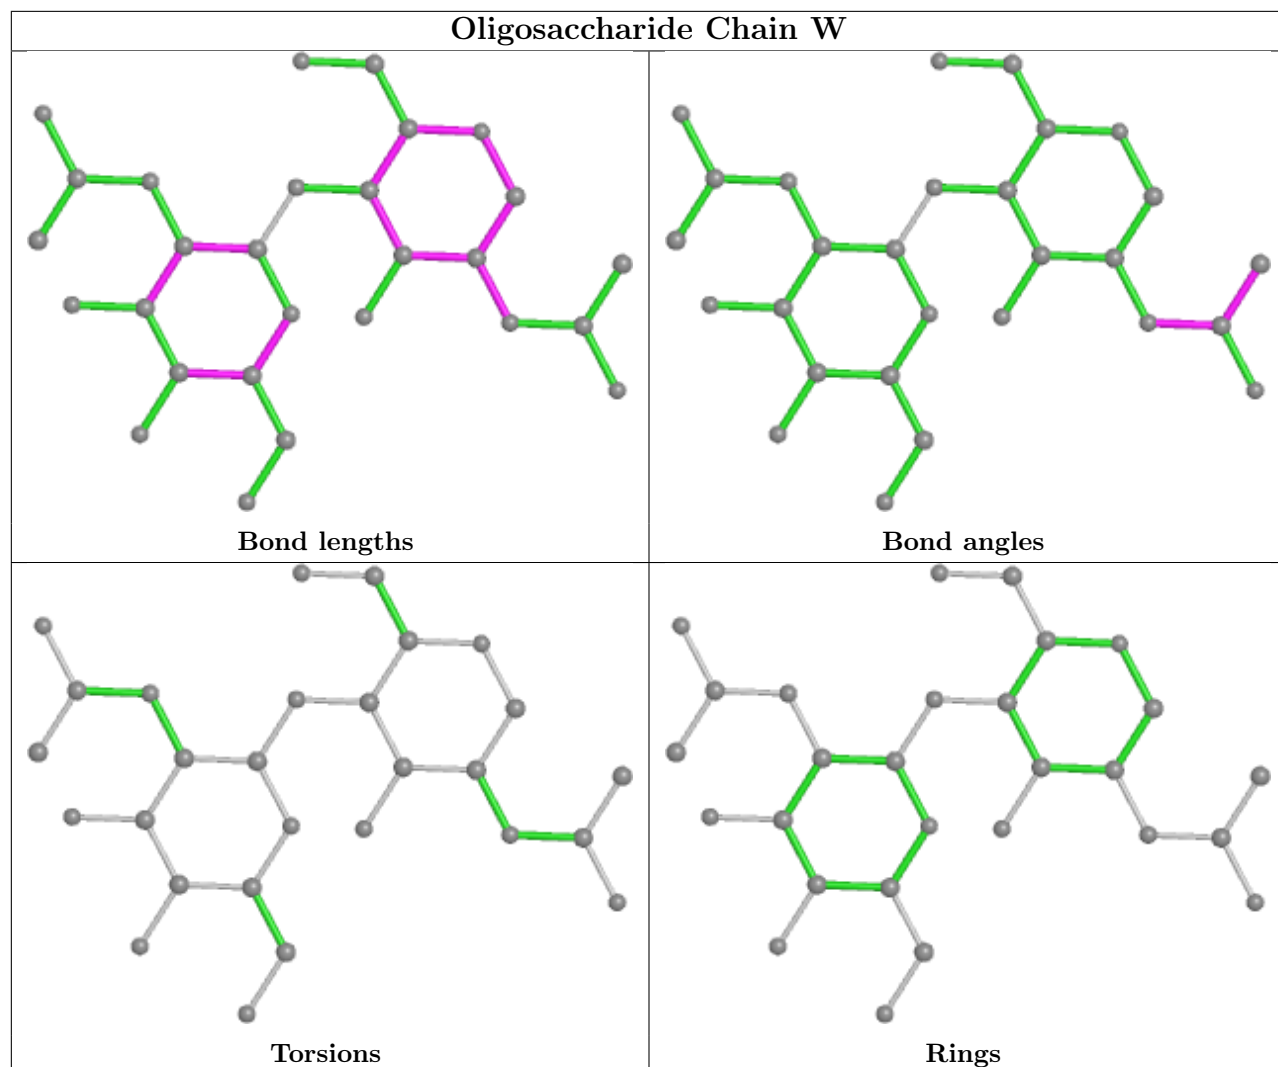 Oligosaccharide Chain W
Bond lengths
Bond angles
Torsions
Rings